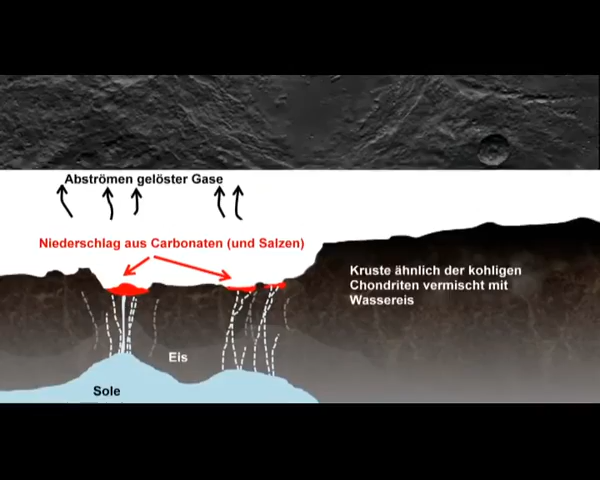 Abströmen gelöster Gase
Niederschlag aus Carbonaten (und Salzen)
Kruste ähnlich der kohligen
Chondriten vermischt mit
Wassereis
Eis
Sole